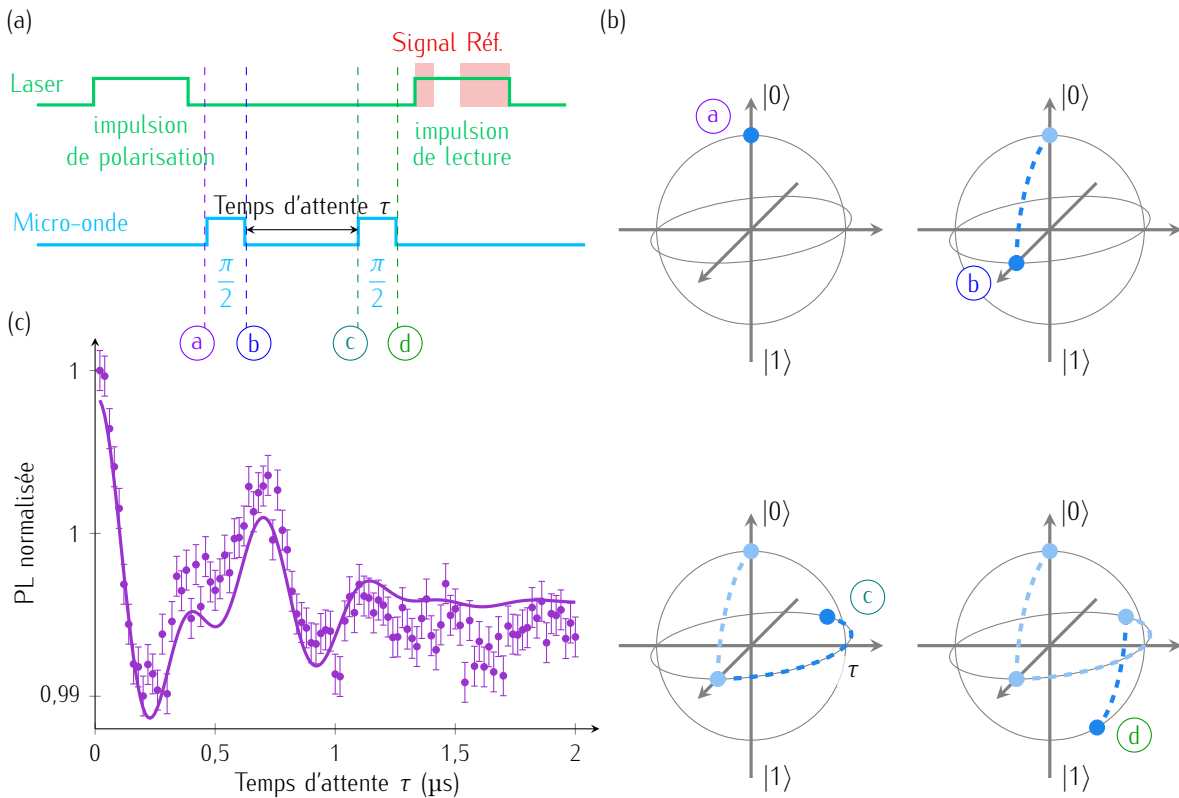 (a)
Signal Réf.
Laser
impulsion
de polarisation
impulsion
de lecture
Temps d'attente τ
Micro-onde
π
2
π
2
a
b
c
d
(b)
a
|0⟩
|1⟩
|0⟩
b
|1⟩
|0⟩
c
τ
|1⟩
|0⟩
d
|1⟩
(c)
PL normalisée
1
1
0,99
0
0,5
1
1,5
2
Temps d'attente τ (µs)